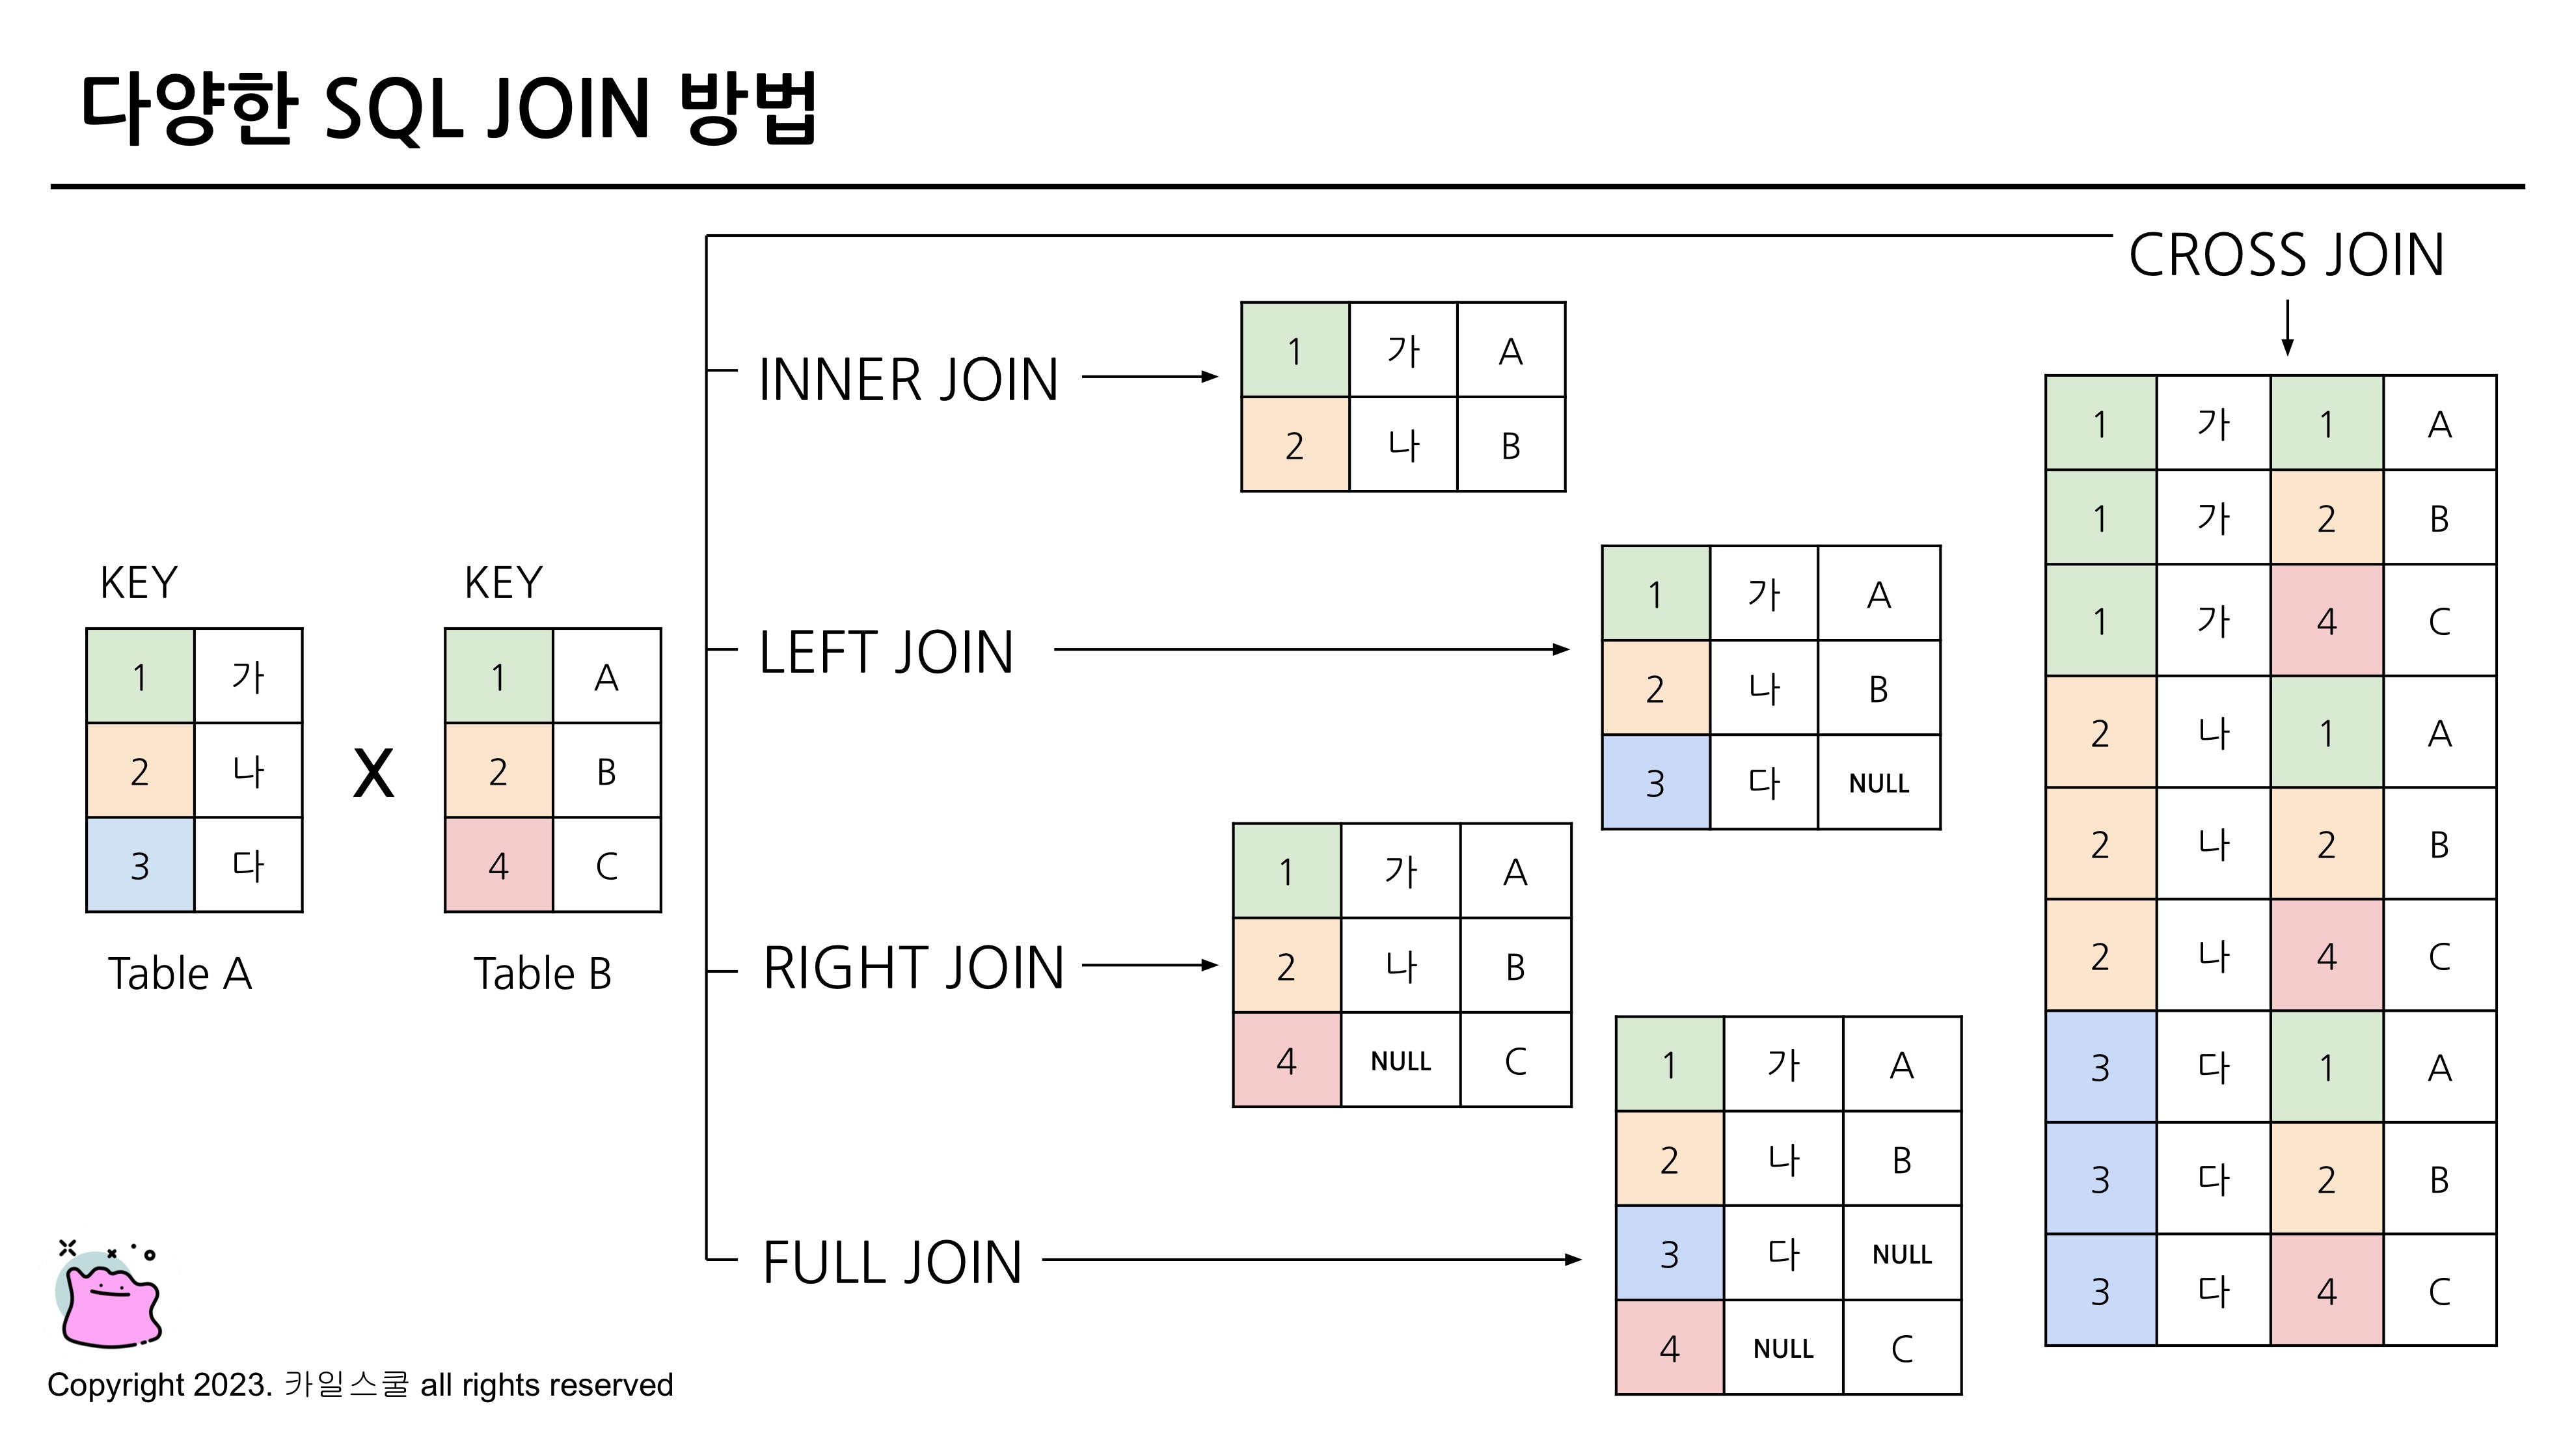 다양한 SQL JOIN 방법
KEY
1 가
2 나
3 다
Table A
X
KEY
1 A
2 B
4 C
Table B
INNER JOIN
1 가 A
2 나 B
LEFT JOIN
1 가 A
2 나 B
3 다 NULL
RIGHT JOIN
1 가 A
2 나 B
4 NULL C
FULL JOIN
1 가 A
2 나 B
3 다 NULL
4 NULL C
CROSS JOIN
1 가 1 A
1 가 2 B
1 가 4 C
2 나 1 A
2 나 2 B
2 나 4 C
3 다 1 A
3 다 2 B
3 다 4 C
Copyright 2023. 카일스쿨 all rights reserved